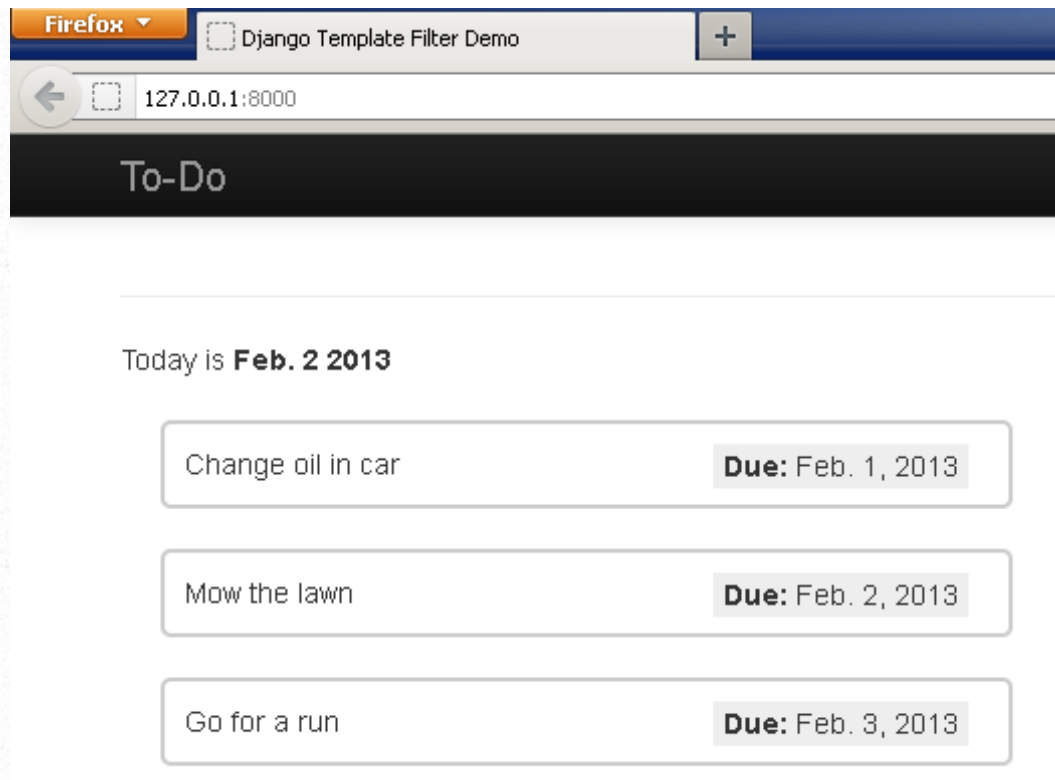 Firefox
Django Template Filter Demo
+
127.0.0.1:8000
To-Do
Today is Feb. 2 2013
Change oil in car
Due: Feb. 1, 2013
Mow the lawn
Due: Feb. 2, 2013
Go for a run
Due: Feb. 3, 2013